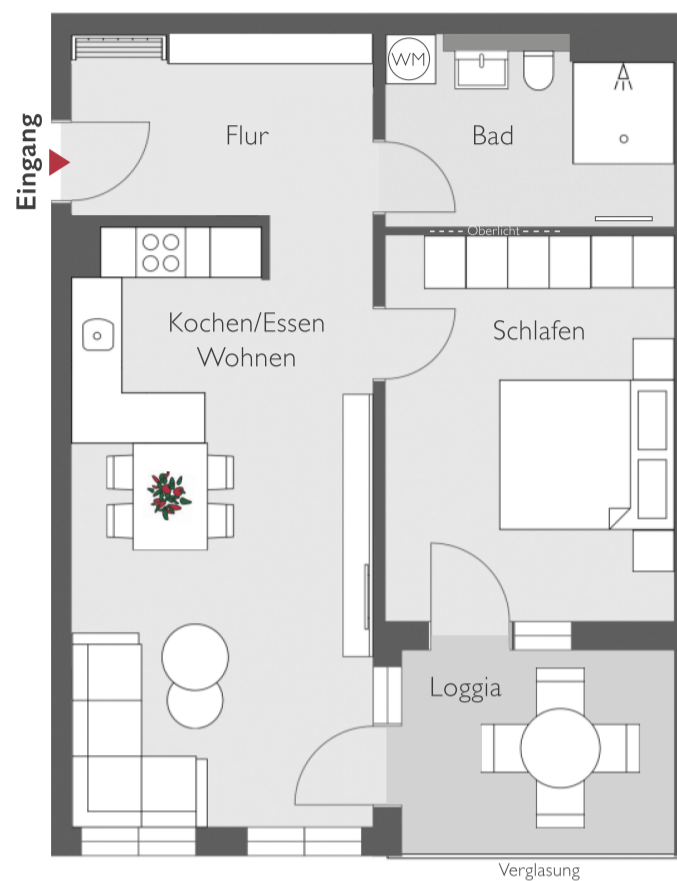 WM
Flur
Bad
Eingang
Oberlicht
Kochen/Essen
Wohnen
Schlafen
Loggia
Verglasung